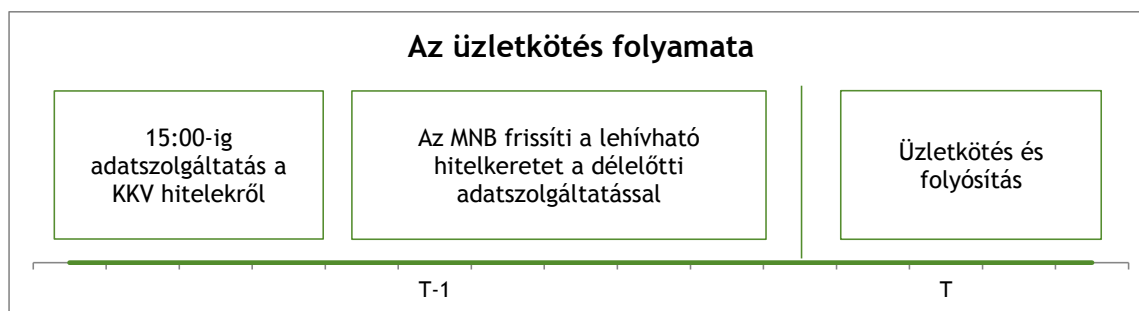 Az üzletkötés folyamata
15:00-ig
adatszolgáltatás a
KKV hitelekről
Az MNB frissíti a lehívható
hitelkeretet a délelőtti
adatszolgáltatással
Üzletkötés és
folyósítás
T-1
T